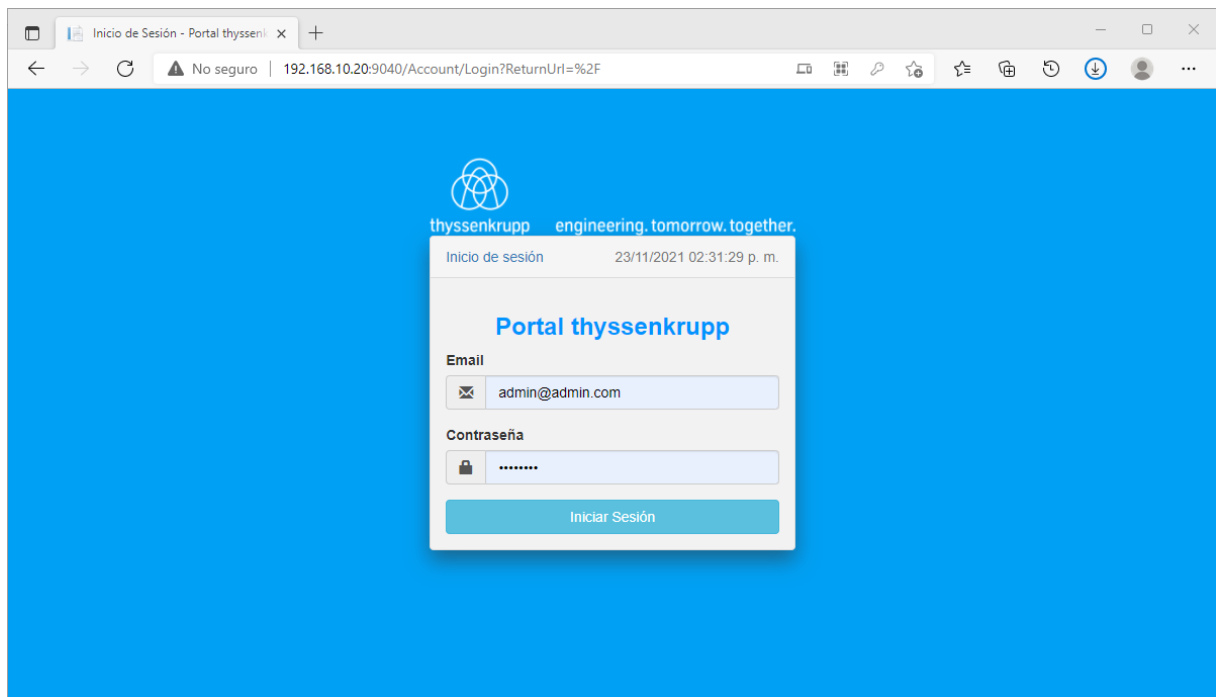 Inicio de Sesión - Portal thyssenk
No seguro | 192.168.10.20:9040/Account/Login?ReturnUrl=%2F
thyssenkrupp engineering.tomorrow.together.
Inicio de sesión 23/11/2021 02:31:29 p. m.
Portal thyssenkrupp
Email
admin@admin.com
Contraseña
••••••••
Iniciar Sesión